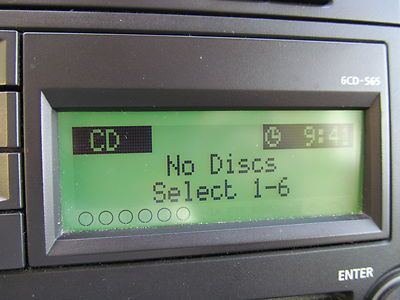 6CD-565
CD 9:41
No Discs
Select 1-6
ENTER